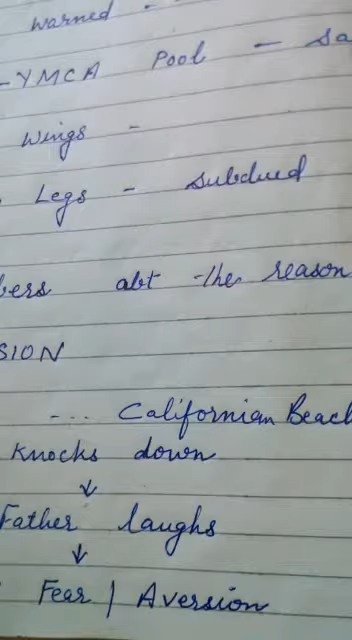 warned -
- YMCA Pool - Sa
Wings -
Legs - subdued
bers abt the reason
SION
--- Californian Beach
Knocks down
↓
Father laughs
↓
Fear | Aversion